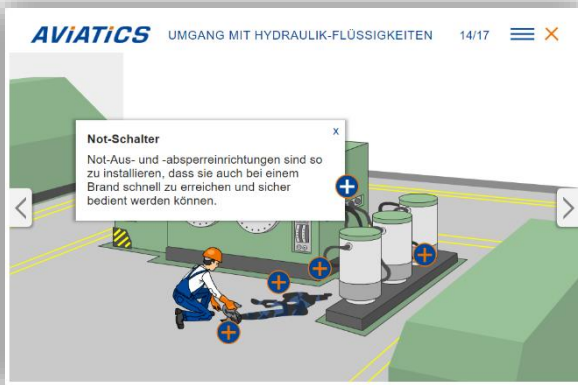 AViATiCS UMGANG MIT HYDRAULIK-FLÜSSIGKEITEN 14/17
Not-Schalter x
Not-Aus- und -absperreinrichtungen sind so
zu installieren, dass sie auch bei einem
Brand schnell zu erreichen und sicher
bedient werden können.